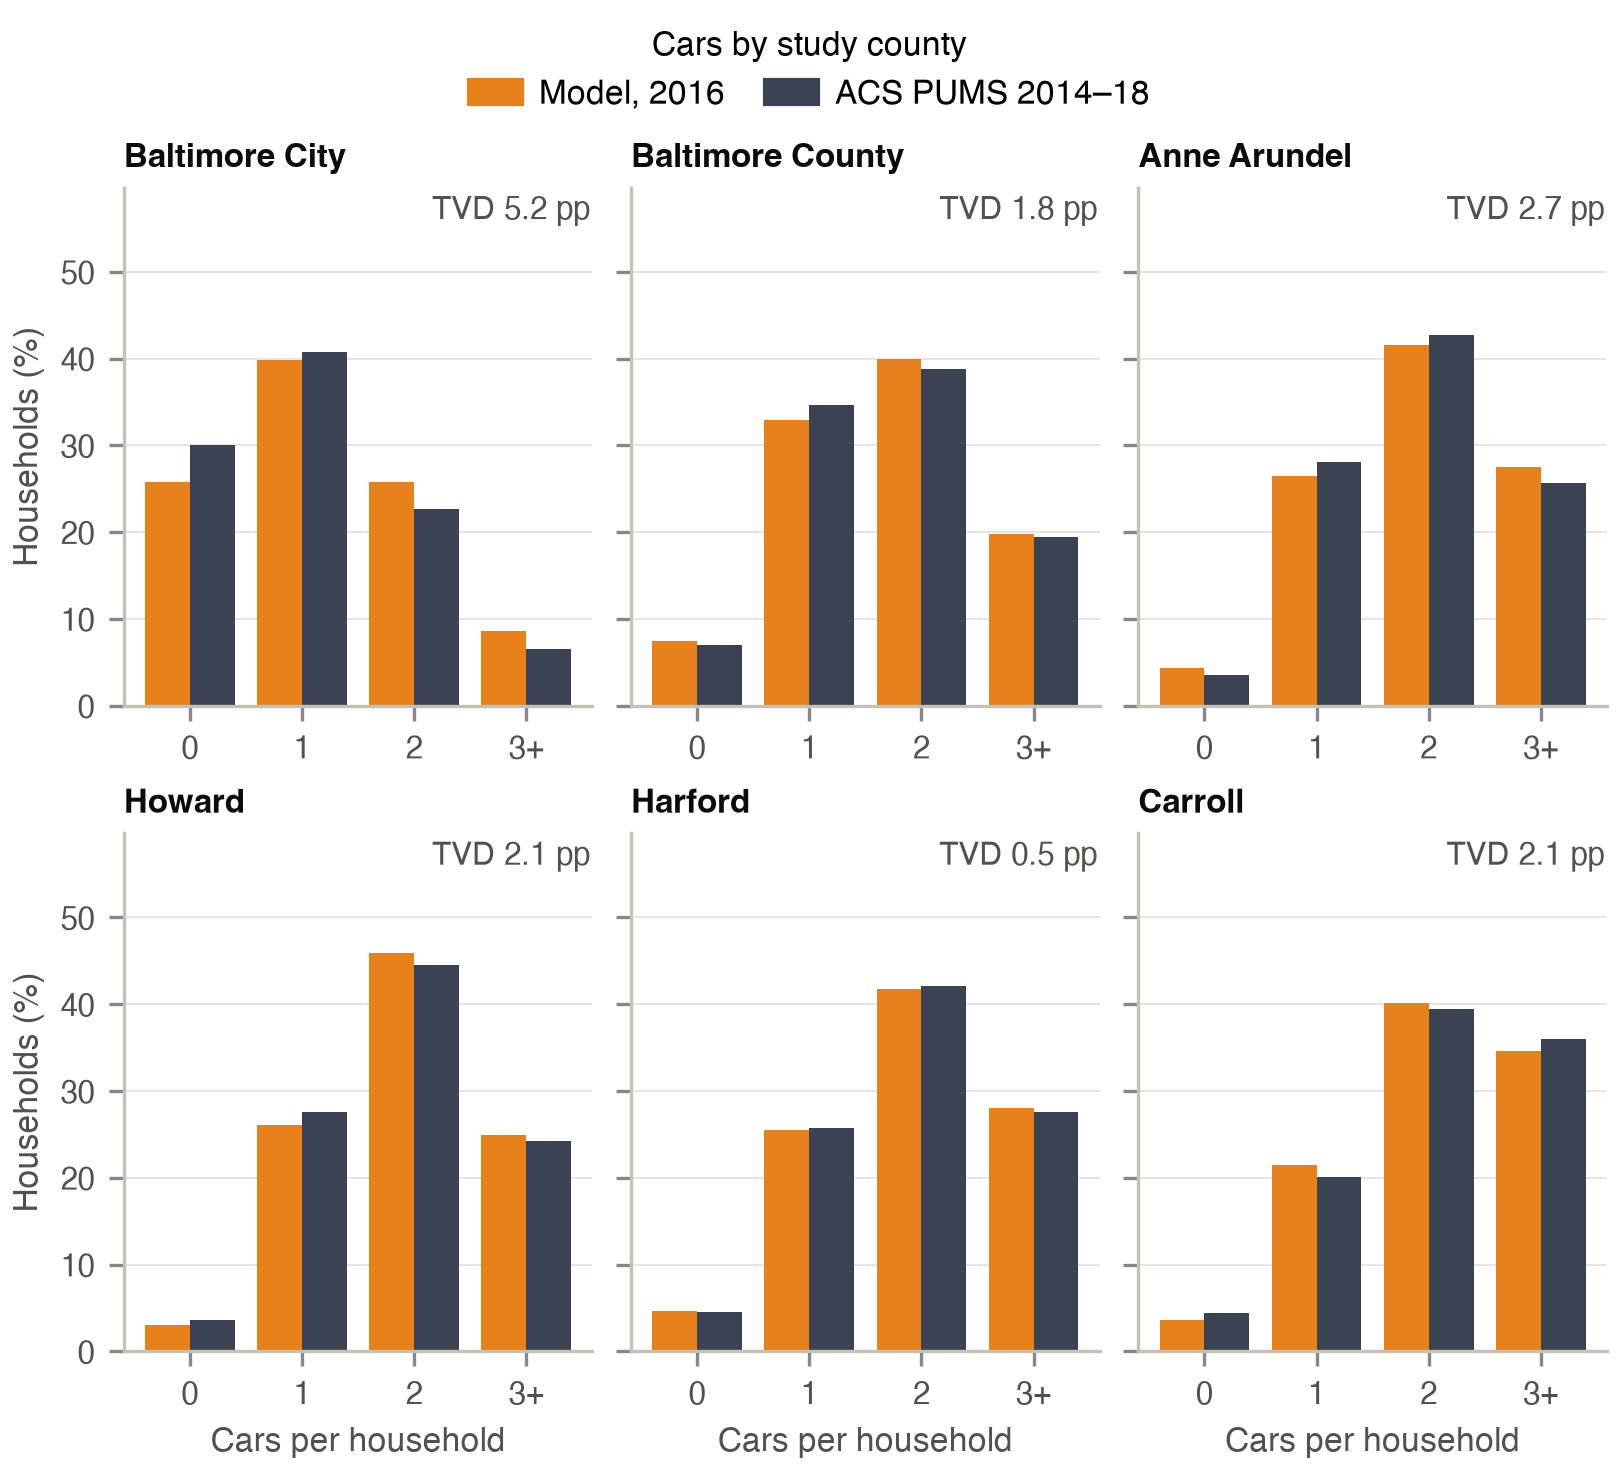 Cars by study county
Model, 2016 ACS PUMS 2014–18
Baltimore City Baltimore County Anne Arundel
TVD 5.2 pp TVD 1.8 pp TVD 2.7 pp
Households (%)
50
40
30
20
10
0
0 1 2 3+ 0 1 2 3+ 0 1 2 3+
Howard Harford Carroll
TVD 2.1 pp TVD 0.5 pp TVD 2.1 pp
Households (%)
50
40
30
20
10
0
0 1 2 3+ 0 1 2 3+ 0 1 2 3+
Cars per household Cars per household Cars per household